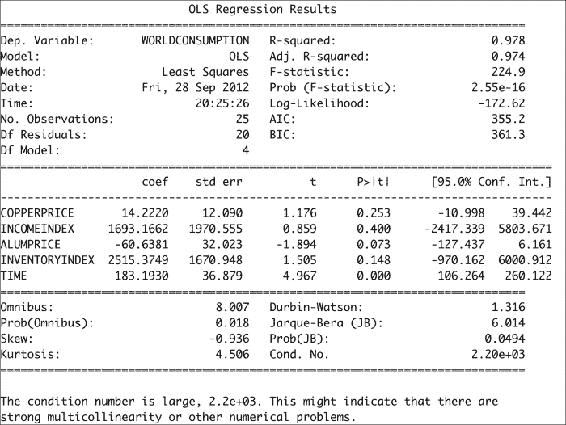 OLS Regression Results
==============================================================================
Dep. Variable: WORLDCONSUMPTION R-squared: 0.978
Model: OLS Adj. R-squared: 0.974
Method: Least Squares F-statistic: 224.9
Date: Fri, 28 Sep 2012 Prob (F-statistic): 2.55e-16
Time: 20:25:26 Log-Likelihood: -172.62
No. Observations: 25 AIC: 355.2
Df Residuals: 20 BIC: 361.3
Df Model: 4
==============================================================================
coef std err t P>|t| [95.0% Conf. Int.]
------------------------------------------------------------------------------
COPPERPRICE 14.2220 12.090 1.176 0.253 -10.998 39.442
INCOMEINDEX 1693.1662 1970.555 0.859 0.400 -2417.339 5803.671
ALUMPRICE -60.6381 32.023 -1.894 0.073 -127.437 6.161
INVENTORYINDEX 2515.3749 1670.948 1.505 0.148 -970.162 6000.912
TIME 183.1930 36.879 4.967 0.000 106.264 260.122
==============================================================================
Omnibus: 8.007 Durbin-Watson: 1.316
Prob(Omnibus): 0.018 Jarque-Bera (JB): 6.014
Skew: -0.936 Prob(JB): 0.0494
Kurtosis: 4.506 Cond. No. 2.20e+03
==============================================================================
The condition number is large, 2.2e+03. This might indicate that there are
strong multicollinearity or other numerical problems.